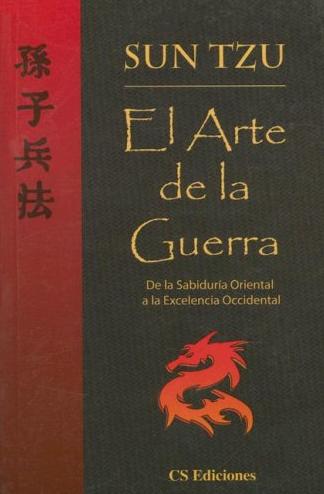 孫子兵法
SUN TZU
El Arte
de la
Guerra
De la Sabiduría Oriental
a la Excelencia Occidental
CS Ediciones